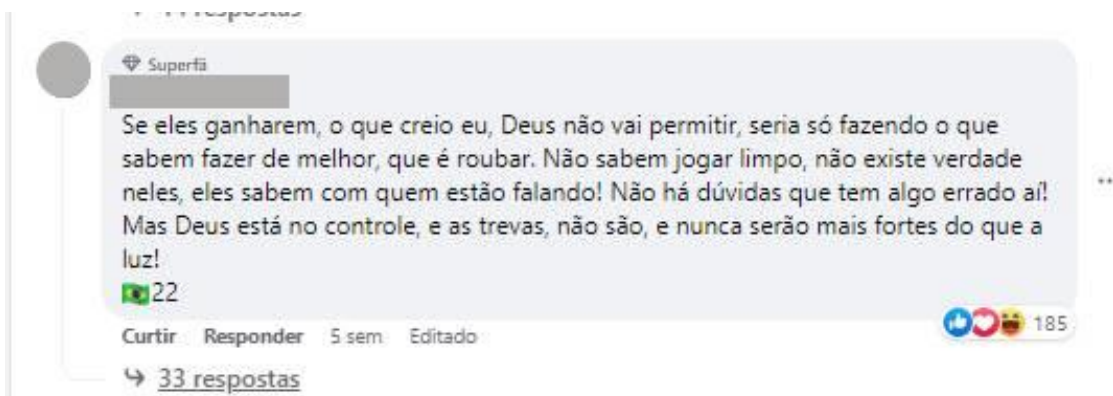 Superfã
Se eles ganharem, o que creio eu, Deus não vai permitir, seria só fazendo o que
sabem fazer de melhor, que é roubar. Não sabem jogar limpo, não existe verdade
neles, eles sabem com quem estão falando! Não há dúvidas que tem algo errado aí!
Mas Deus está no controle, e as trevas, não são, e nunca serão mais fortes do que a
luz!
🇧🇷22
185
Curtir Responder 5 sem Editado
33 respostas